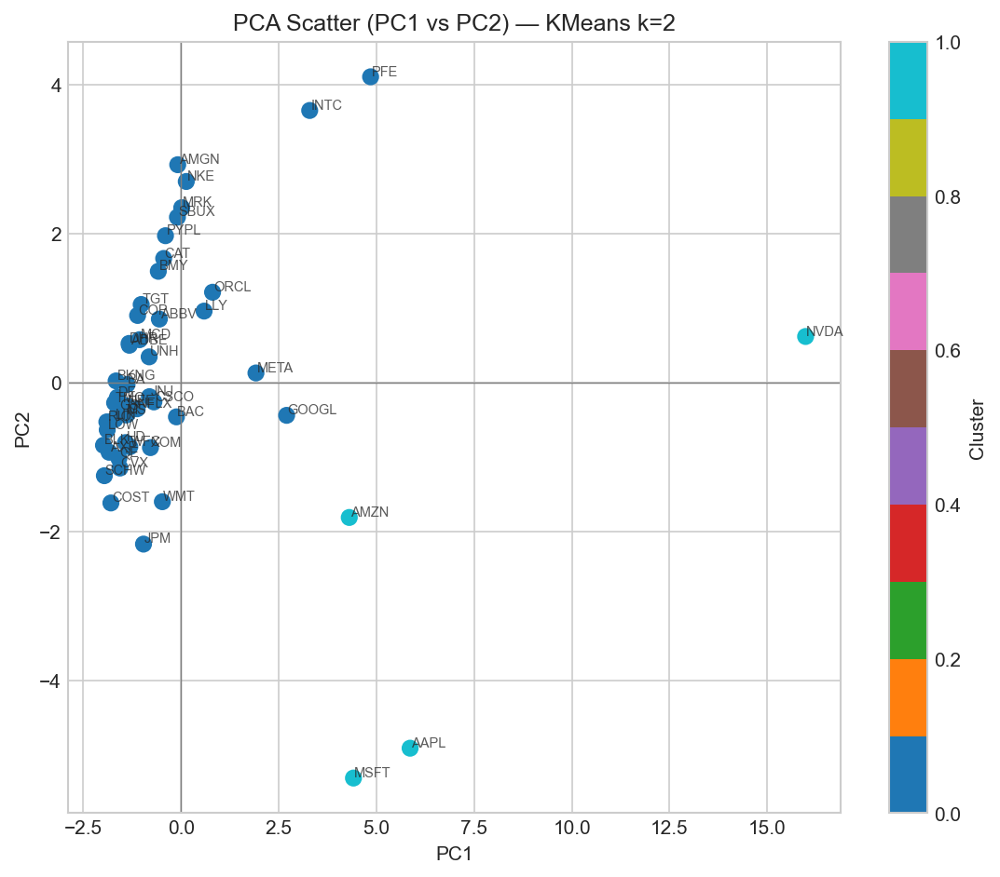 PCA Scatter (PC1 vs PC2) — KMeans k=2
PFE
INTC
AMGN
NKE
MRK
SBUX
PYPL
CAT
BMY
ORCL
LLY
TGT
COP
ABBV
MCD
UNH
NVDA
META
BKNG
CSCO
GOOGL
BAC
LOW
XOM
CVX
SCHW
COST
WMT
AMZN
JPM
AAPL
MSFT
4
2
0
−2
−4
PC2
−2.5
0.0
2.5
5.0
7.5
10.0
12.5
15.0
PC1
1.0
0.8
0.6
0.4
0.2
0.0
Cluster